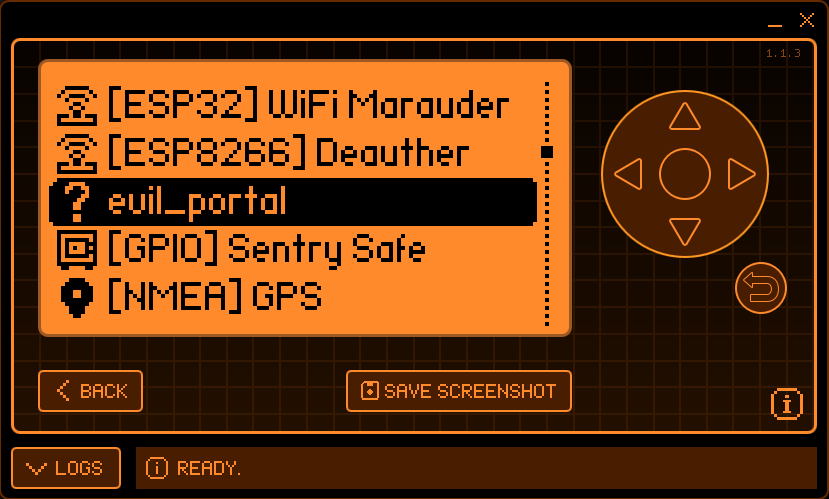 1.1.3
[ESP32] WiFi Marauder
[ESP8266] Deauther
evil_portal
[GPIO] Sentry Safe
[NMEA] GPS
BACK
SAVE SCREENSHOT
LOGS
READY.